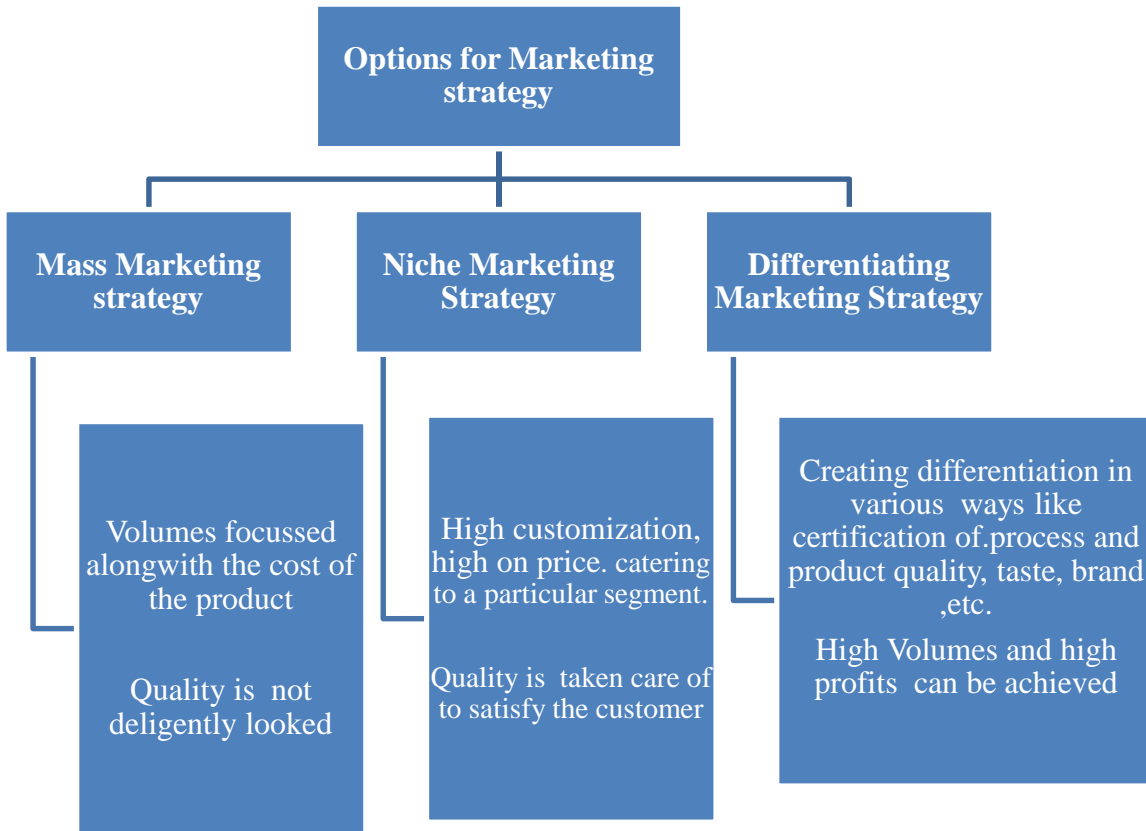 Options for Marketing
strategy
Mass Marketing
strategy
Niche Marketing
Strategy
Differentiating
Marketing Strategy
Volumes focussed
alongwith the cost of
the product
Quality is  not
deligently looked
High customization,
high on price. catering
to a particular segment.
Quality is  taken care of
to satisfy the customer
Creating differentiation in
various  ways like
certification of.process and
product quality, taste, brand
,etc.
High Volumes and high
profits  can be achieved